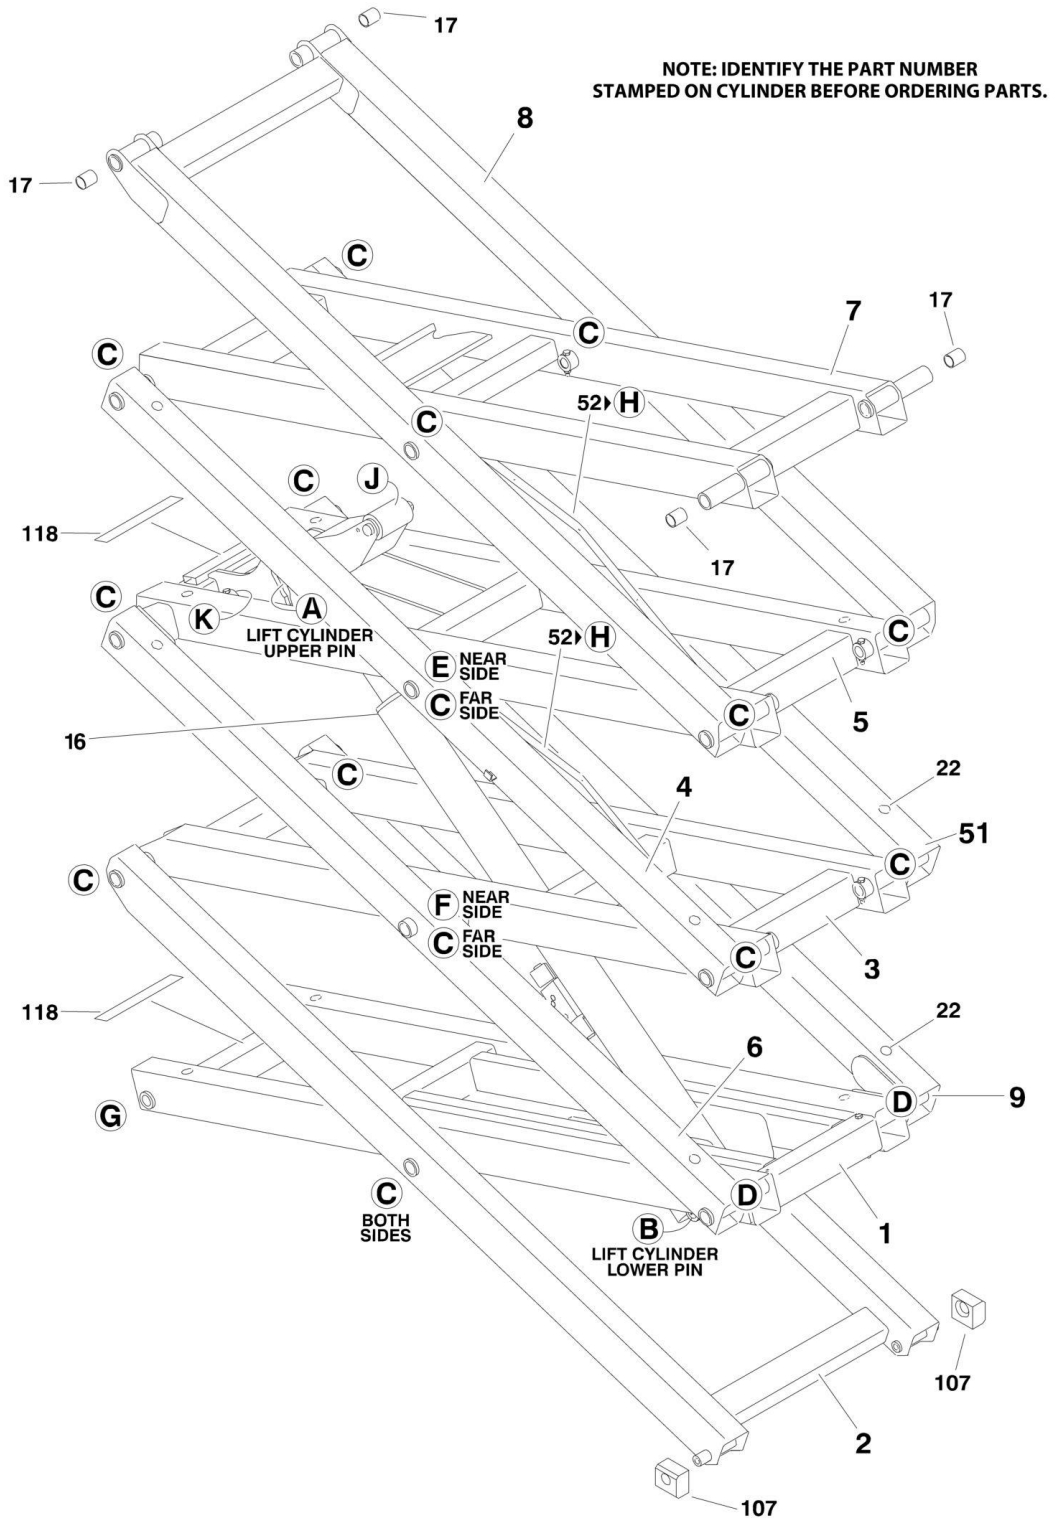 17
NOTE: IDENTIFY THE PART NUMBER
STAMPED ON CYLINDER BEFORE ORDERING PARTS.
8
17
C
17
7
C
C
52 H
C
C
J
118
17
C
K
A
LIFT CYLINDER
UPPER PIN
52 H
C
E NEAR
SIDE
C FAR
SIDE
C
5
16
C
22
4
51
C
C
F NEAR
SIDE
C FAR
SIDE
C
3
118
22
6
D
9
G
C
BOTH
SIDES
D
B
LIFT CYLINDER
LOWER PIN
1
107
2
107